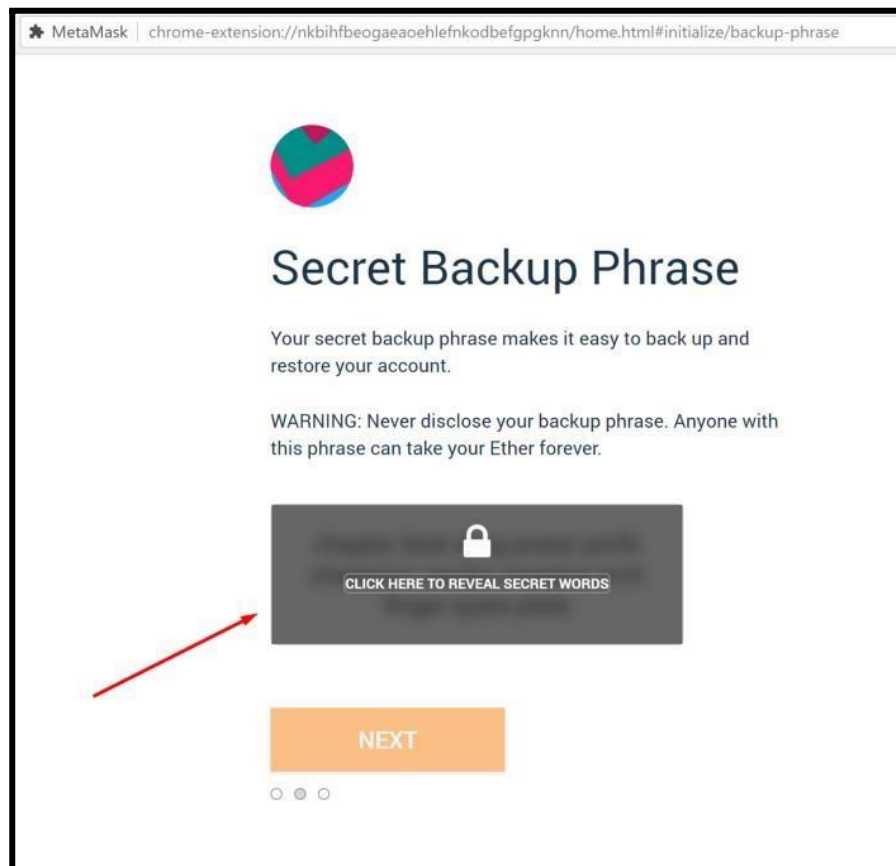 MetaMask chrome-extension://nkbihfbeogaeaoehlefnkodbefgpgknn/home.html#initialize/backup-phrase
Secret Backup Phrase
Your secret backup phrase makes it easy to back up and
restore your account.
WARNING: Never disclose your backup phrase. Anyone with
this phrase can take your Ether forever.
CLICK HERE TO REVEAL SECRET WORDS
NEXT